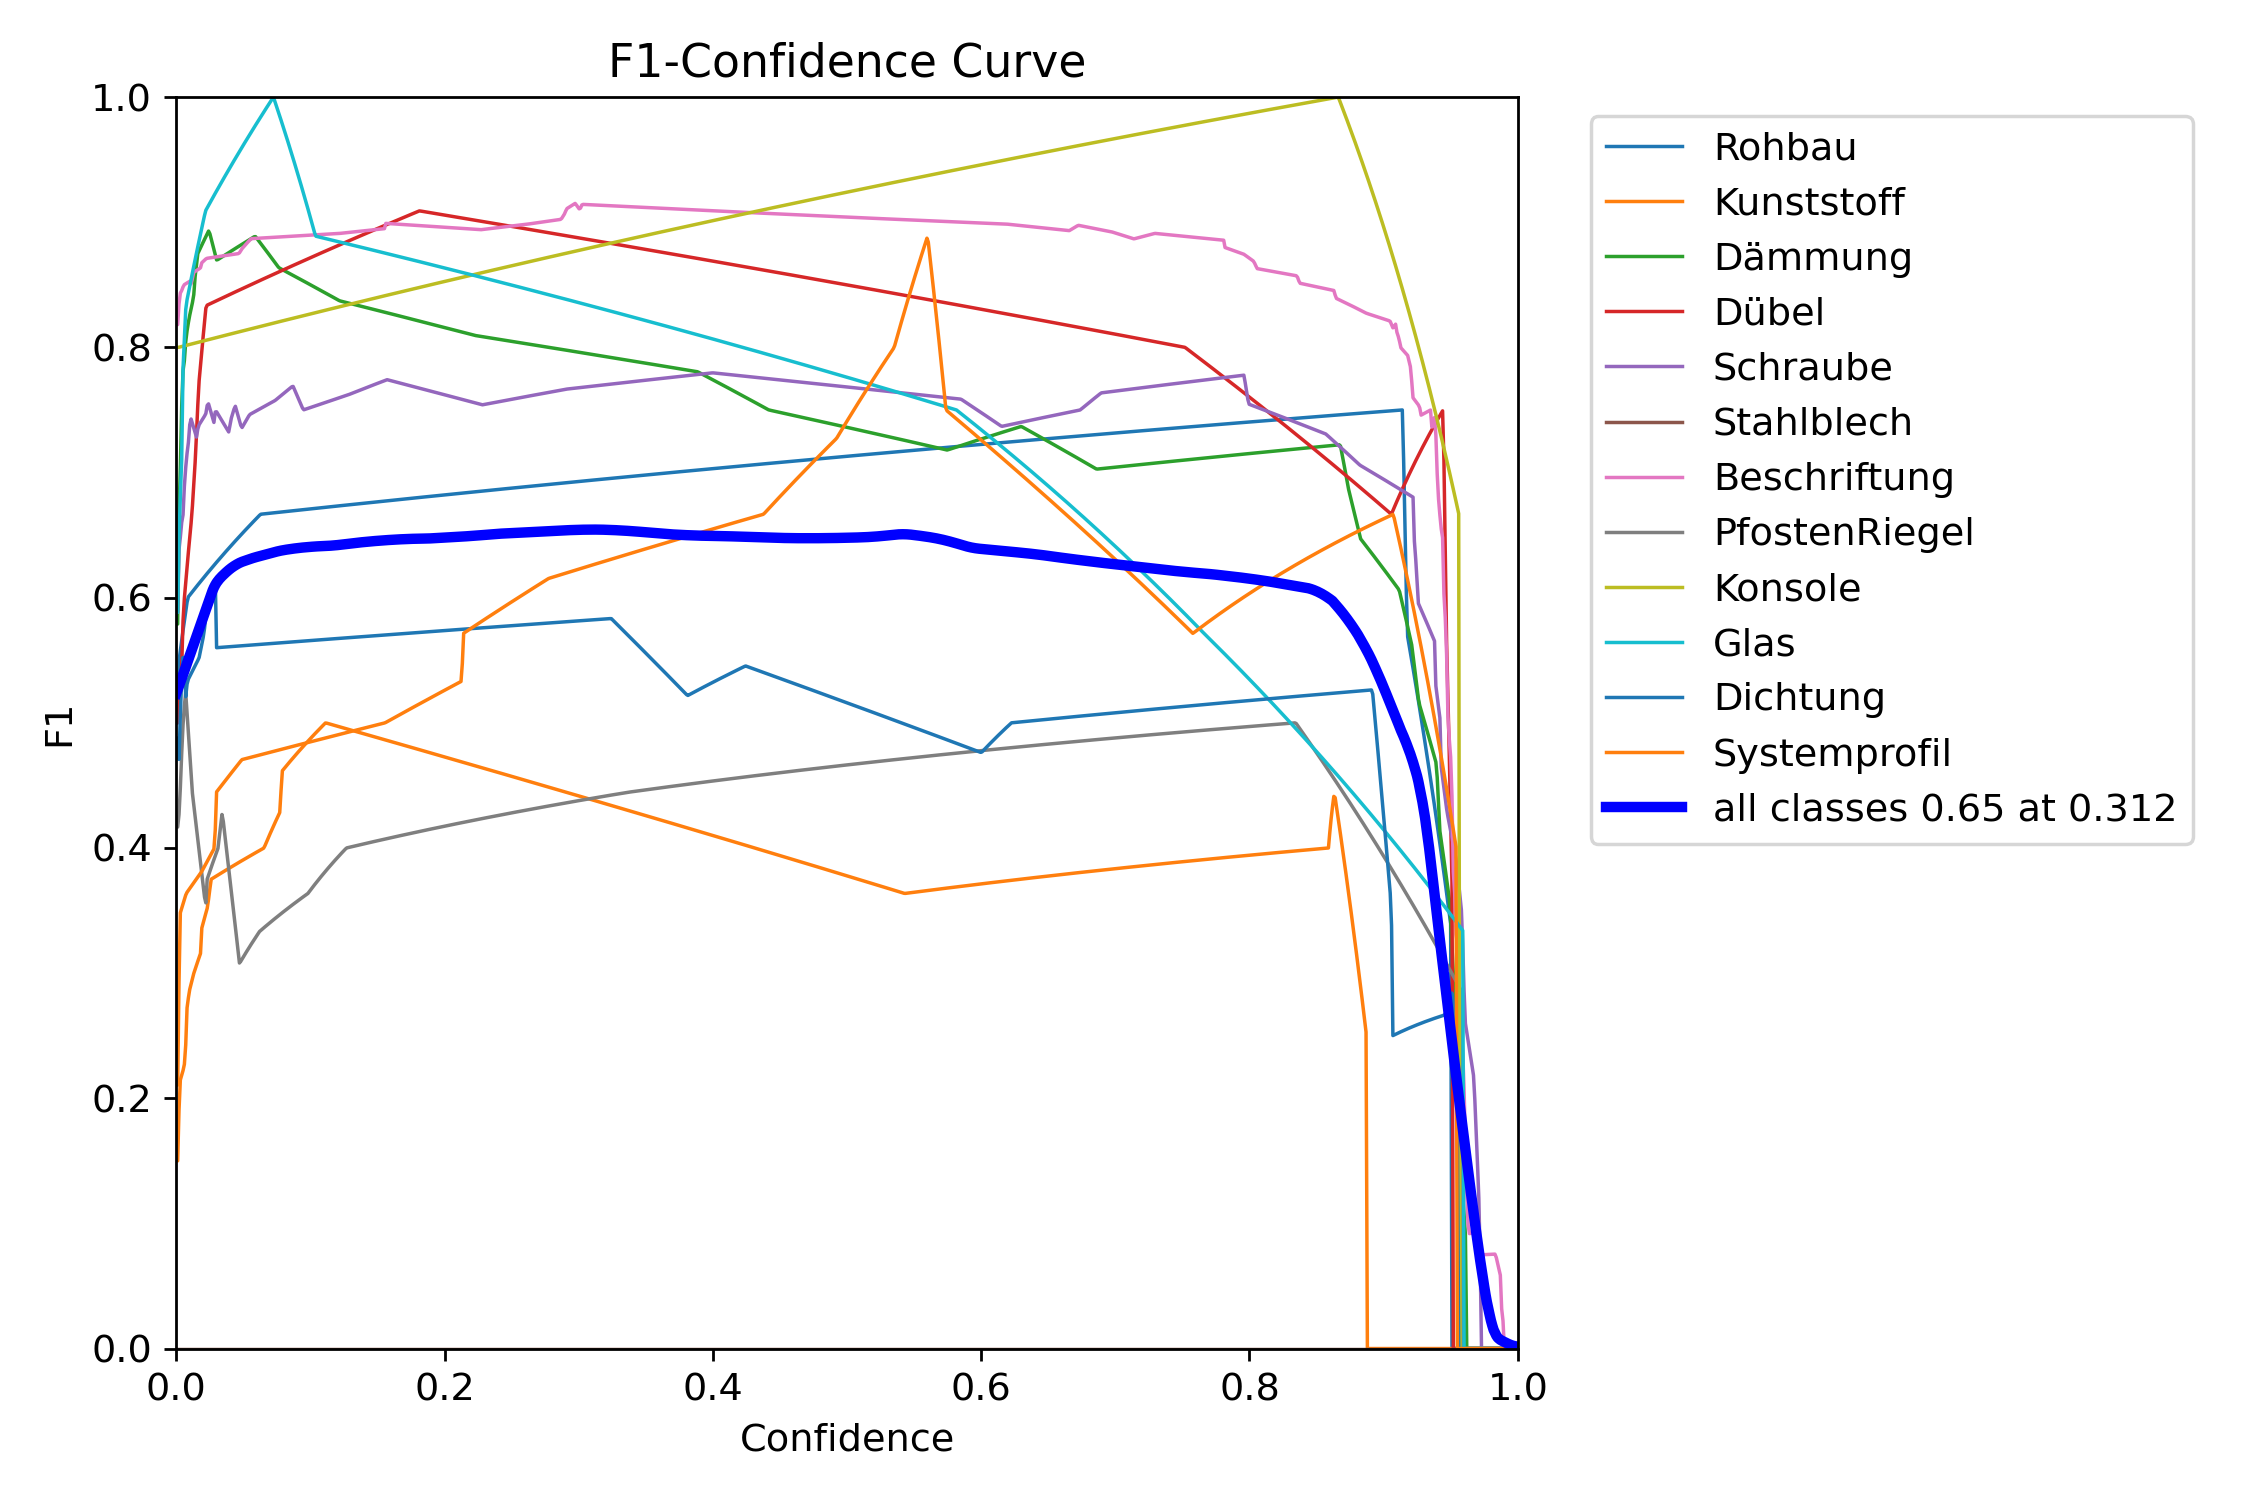 F1-Confidence Curve
F1
1.0
0.8
0.6
0.4
0.2
0.0
0.0 0.2 0.4 0.6 0.8 1.0
Confidence
Rohbau
Kunststoff
Dämmung
Dübel
Schraube
Stahlblech
Beschriftung
PfostenRiegel
Konsole
Glas
Dichtung
Systemprofil
all classes 0.65 at 0.312